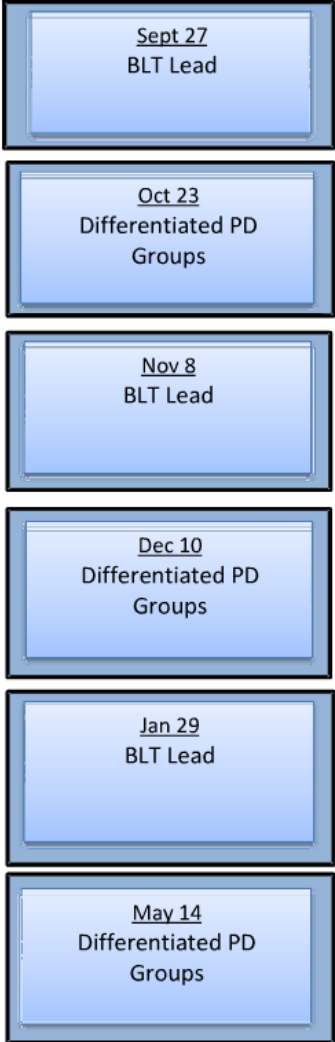 Sept 27
BLT Lead
Oct 23
Differentiated PD
Groups
Nov 8
BLT Lead
Dec 10
Differentiated PD
Groups
Jan 29
BLT Lead
May 14
Differentiated PD
Groups